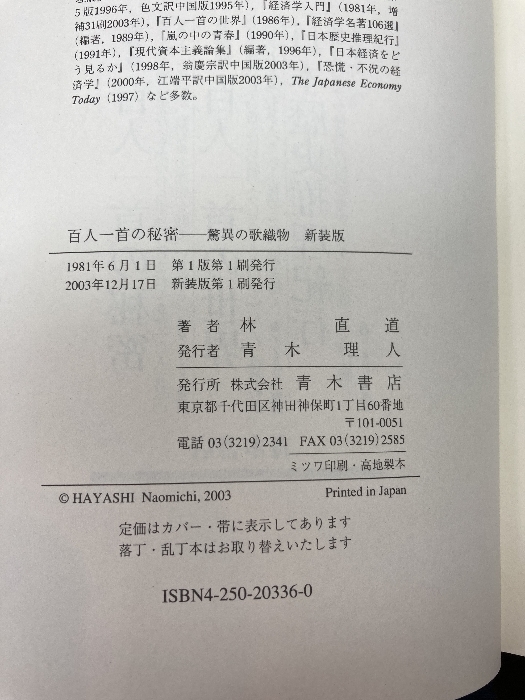 5版1996年，色文訳中国版1995年），『経済学入門』（1981年，増
補31刷2003年），『百人一首の世界』（1986年），『経済学名著106選』
（編著，1989年），『嵐の中の青春』（1990年），『日本歴史推理紀行』
（1991年），『現代資本主義論集』（編著，1996年），『日本経済をど
う見るか』（1998年，翁慶宗訳中国版2003年），『恐慌・不況の経
済学』（2000年，江端平訳中国版2003年），The Japanese Economy
Today（1997）など多数。
百人一首の秘密──驚異の歌織物　新装版
1981年6月1日　第1版第1刷発行
2003年12月17日　新装版第1刷発行
著者　林　直道
発行者　青木理人
発行所　株式会社　青木書店
東京都千代田区神田神保町1丁目60番地
〒101-0051
電話 03(3219)2341　FAX 03(3219)2585
ミツワ印刷・高地製本
© HAYASHI Naomichi, 2003　Printed in Japan
定価はカバー・帯に表示してあります
落丁・乱丁本はお取り替えいたします
ISBN4-250-20336-0